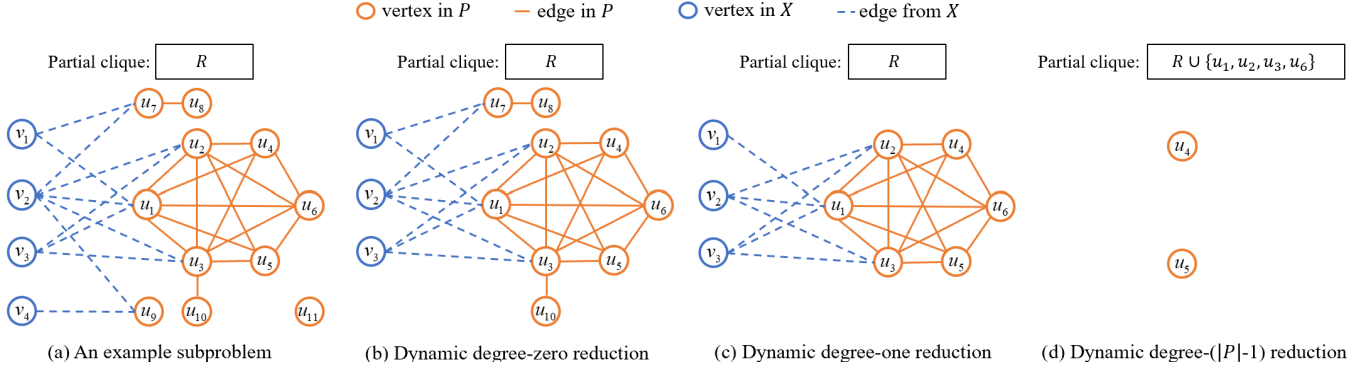 vertex in P edge in P vertex in X edge from X
Partial clique: R
Partial clique: R
Partial clique: R
Partial clique: R ∪ {u₁, u₂, u₃, u₆}
u₇ u₈
v₁
u₂ u₄
v₂
u₁ u₆
v₃
u₃ u₅
v₄
u₉ u₁₀ u₁₁
(a) An example subproblem
u₇ u₈
v₁
u₂ u₄
v₂
u₁ u₆
v₃
u₃ u₅
u₁₀
(b) Dynamic degree-zero reduction
v₁
u₂ u₄
v₂
u₁ u₆
v₃
u₃ u₅
(c) Dynamic degree-one reduction
u₄
u₅
(d) Dynamic degree-(|P|-1) reduction